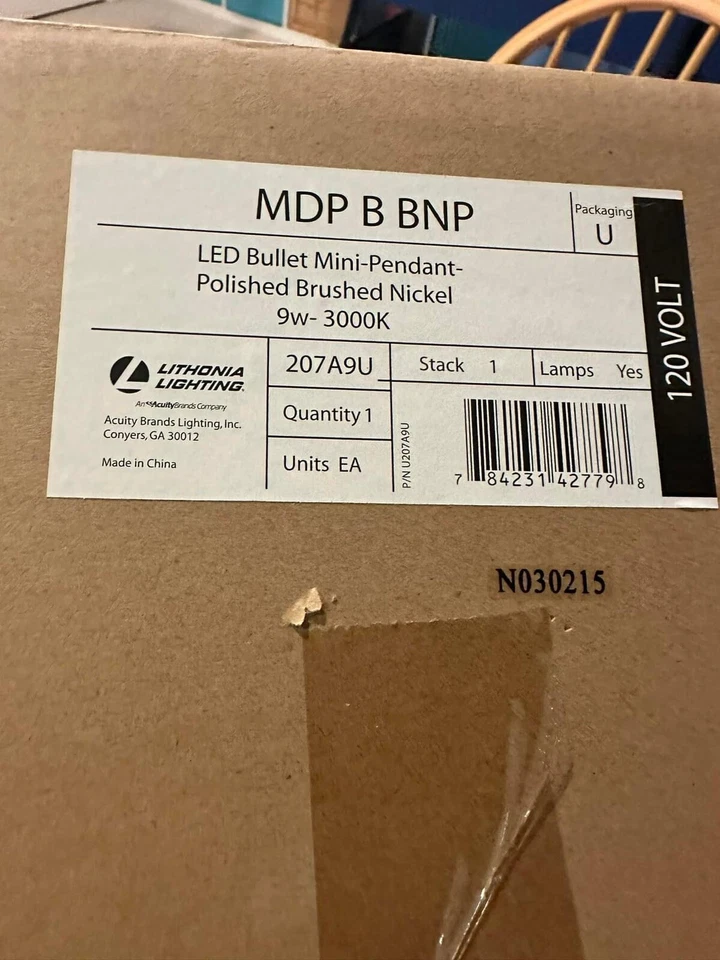 MDP B BNP
Packaging
U
LED Bullet Mini-Pendant-
Polished Brushed Nickel
9w- 3000K
120 VOLT
LITHONIA
LIGHTING.
An AcuityBrands Company
Acuity Brands Lighting, Inc.
Conyers, GA 30012
Made in China
207A9U
Quantity 1
Units EA
Stack 1
Lamps Yes
P/N U207A9U
7 84231 42779 8
N030215